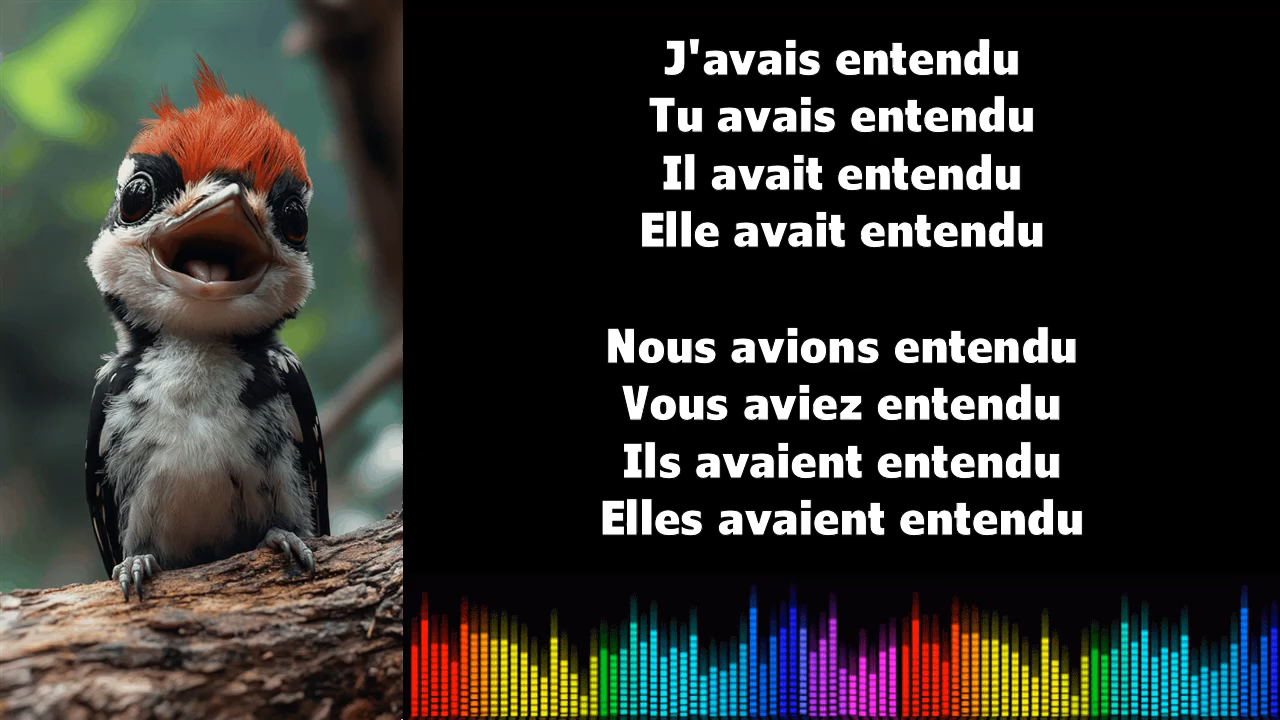 J'avais entendu
Tu avais entendu
Il avait entendu
Elle avait entendu
Nous avions entendu
Vous aviez entendu
Ils avaient entendu
Elles avaient entendu